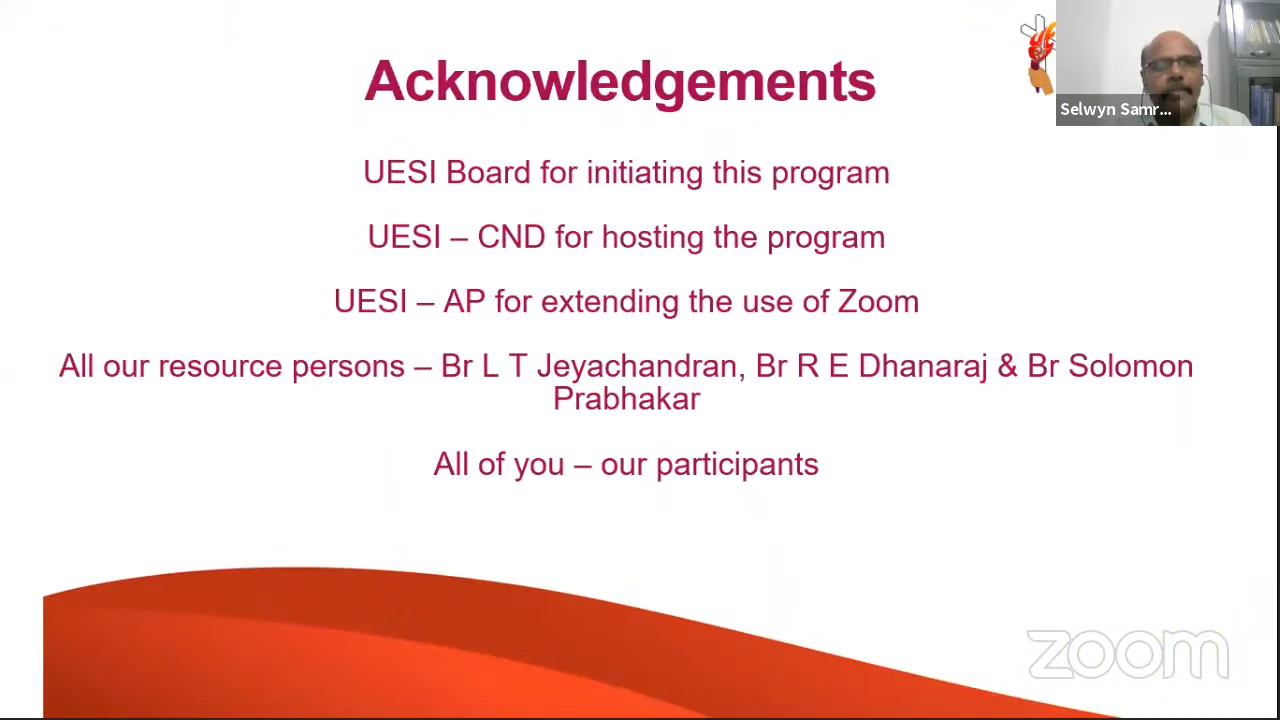 Acknowledgements
Selwyn Samr...
UESI Board for initiating this program
UESI – CND for hosting the program
UESI – AP for extending the use of Zoom
All our resource persons – Br L T Jeyachandran, Br R E Dhanaraj & Br Solomon
Prabhakar
All of you – our participants
zoom